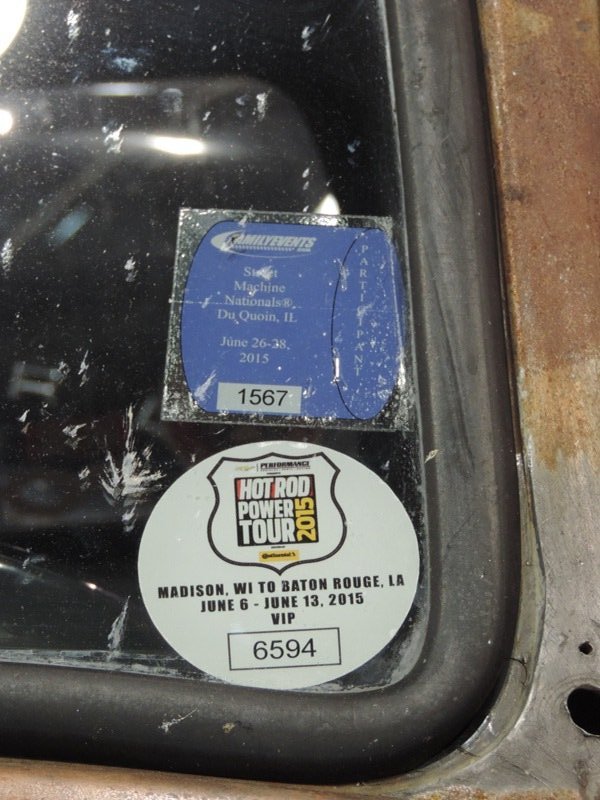 FAMILYEVENTS
Street
Machine
Nationals®
Du Quoin, IL
June 26-28,
2015
PARTICIPANT
1567
PERFORMANCE
HOT ROD
POWER
TOUR
2015
Continental
MADISON, WI TO BATON ROUGE, LA
JUNE 6 - JUNE 13, 2015
VIP
6594